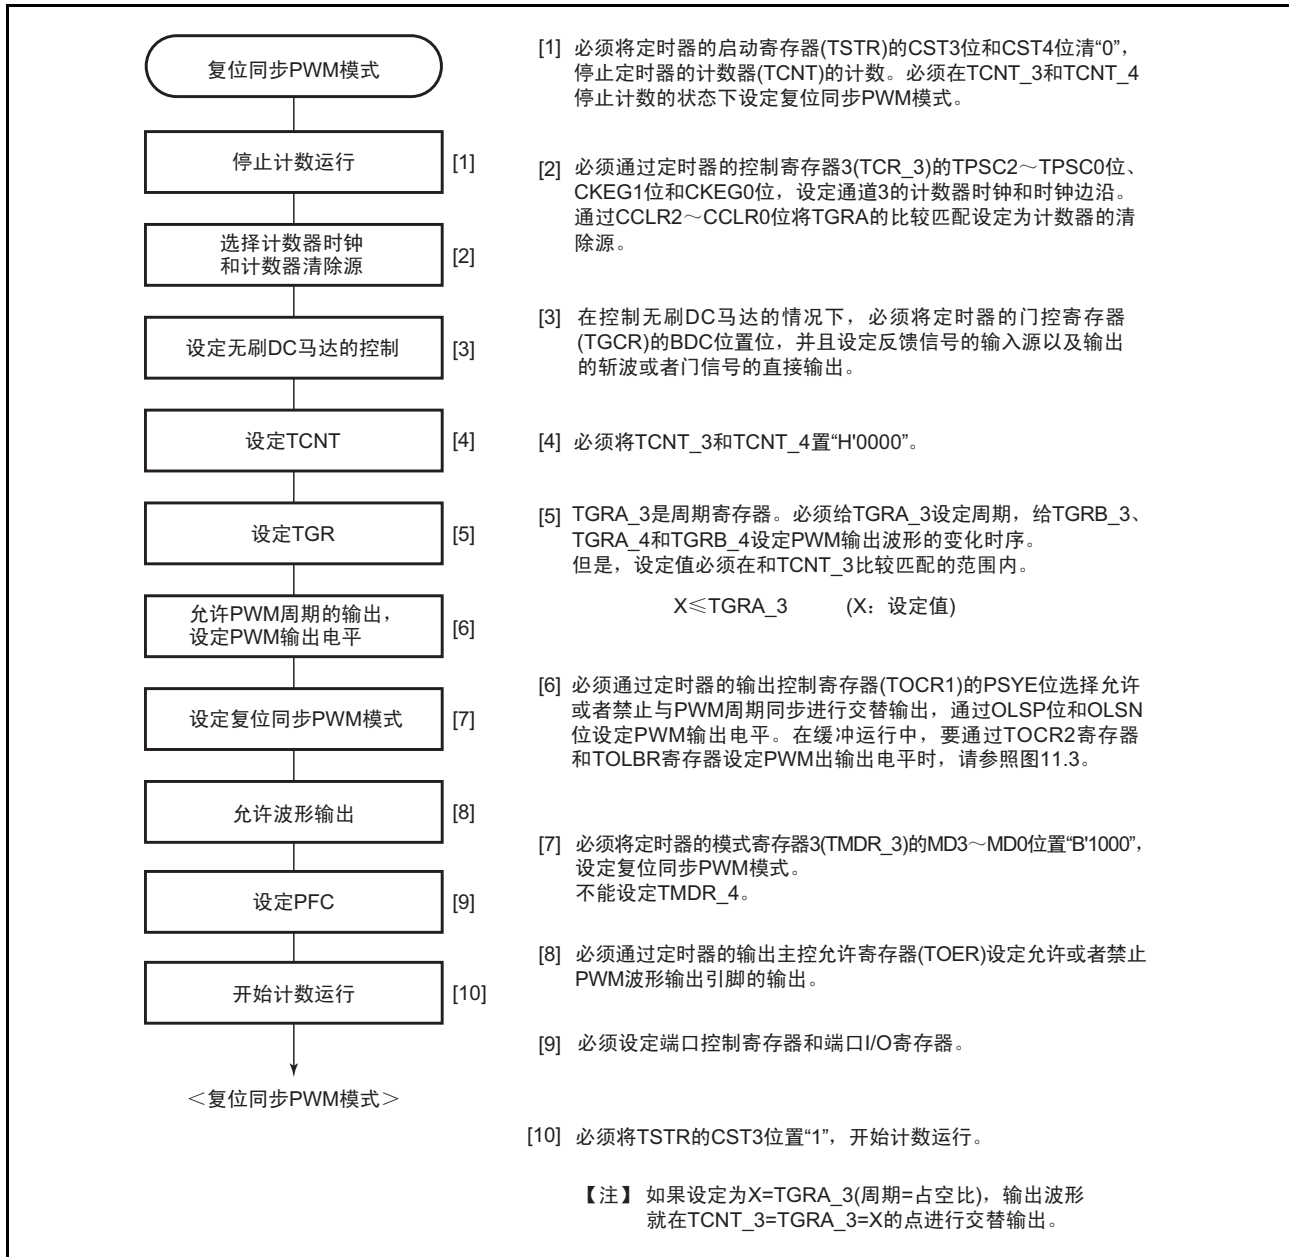 复位同步PWM模式
停止计数运行 [1]
选择计数器时钟
和计数器清除源 [2]
设定无刷DC马达的控制 [3]
设定TCNT [4]
设定TGR [5]
允许PWM周期的输出，
设定PWM输出电平 [6]
设定复位同步PWM模式 [7]
允许波形输出 [8]
设定PFC [9]
开始计数运行 [10]
＜复位同步PWM模式＞
[1] 必须将定时器的启动寄存器(TSTR)的CST3位和CST4位清“0”，
停止定时器的计数器(TCNT)的计数。必须在TCNT_3和TCNT_4
停止计数的状态下设定复位同步PWM模式。
[2] 必须通过定时器的控制寄存器3(TCR_3)的TPSC2～TPSC0位、
CKEG1位和CKEG0位，设定通道3的计数器时钟和时钟边沿。
通过CCLR2～CCLR0位将TGRA的比较匹配设定为计数器的清
除源。
[3] 在控制无刷DC马达的情况下，必须将定时器的门控寄存器
(TGCR)的BDC位置位，并且设定反馈信号的输入源以及输出
的斩波或者门信号的直接输出。
[4] 必须将TCNT_3和TCNT_4置“H'0000”。
[5] TGRA_3是周期寄存器。必须给TGRA_3设定周期，给TGRB_3、
TGRA_4和TGRB_4设定PWM输出波形的变化时序。
但是，设定值必须在和TCNT_3比较匹配的范围内。
X≤TGRA_3 (X：设定值)
[6] 必须通过定时器的输出控制寄存器(TOCR1)的PSYE位选择允许
或者禁止与PWM周期同步进行交替输出，通过OLSP位和OLSN
位设定PWM输出电平。在缓冲运行中，要通过TOCR2寄存器
和TOLBR寄存器设定PWM出输出电平时，请参照图11.3。
[7] 必须将定时器的模式寄存器3(TMDR_3)的MD3～MD0位置“B'1000”，
设定复位同步PWM模式。
不能设定TMDR_4。
[8] 必须通过定时器的输出主控允许寄存器(TOER)设定允许或者禁止
PWM波形输出引脚的输出。
[9] 必须设定端口控制寄存器和端口I/O寄存器。
[10] 必须将TSTR的CST3位置“1”，开始计数运行。
【注】 如果设定为X=TGRA_3(周期=占空比)，输出波形
就在TCNT_3=TGRA_3=X的点进行交替输出。